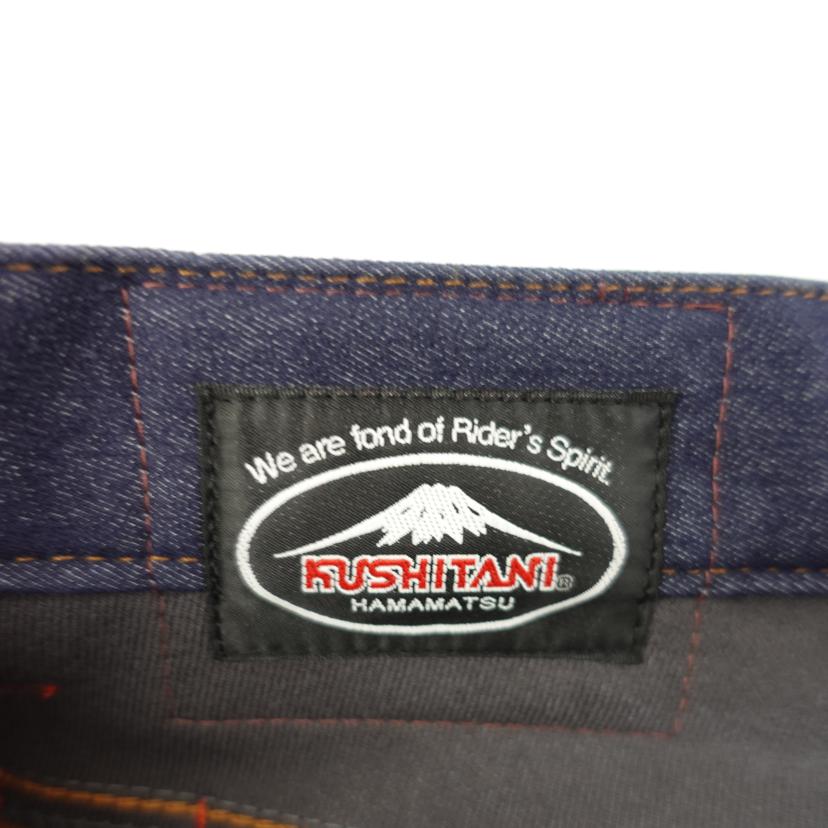 We are fond of Rider's Spirit.
KUSHITANI®
HAMAMATSU